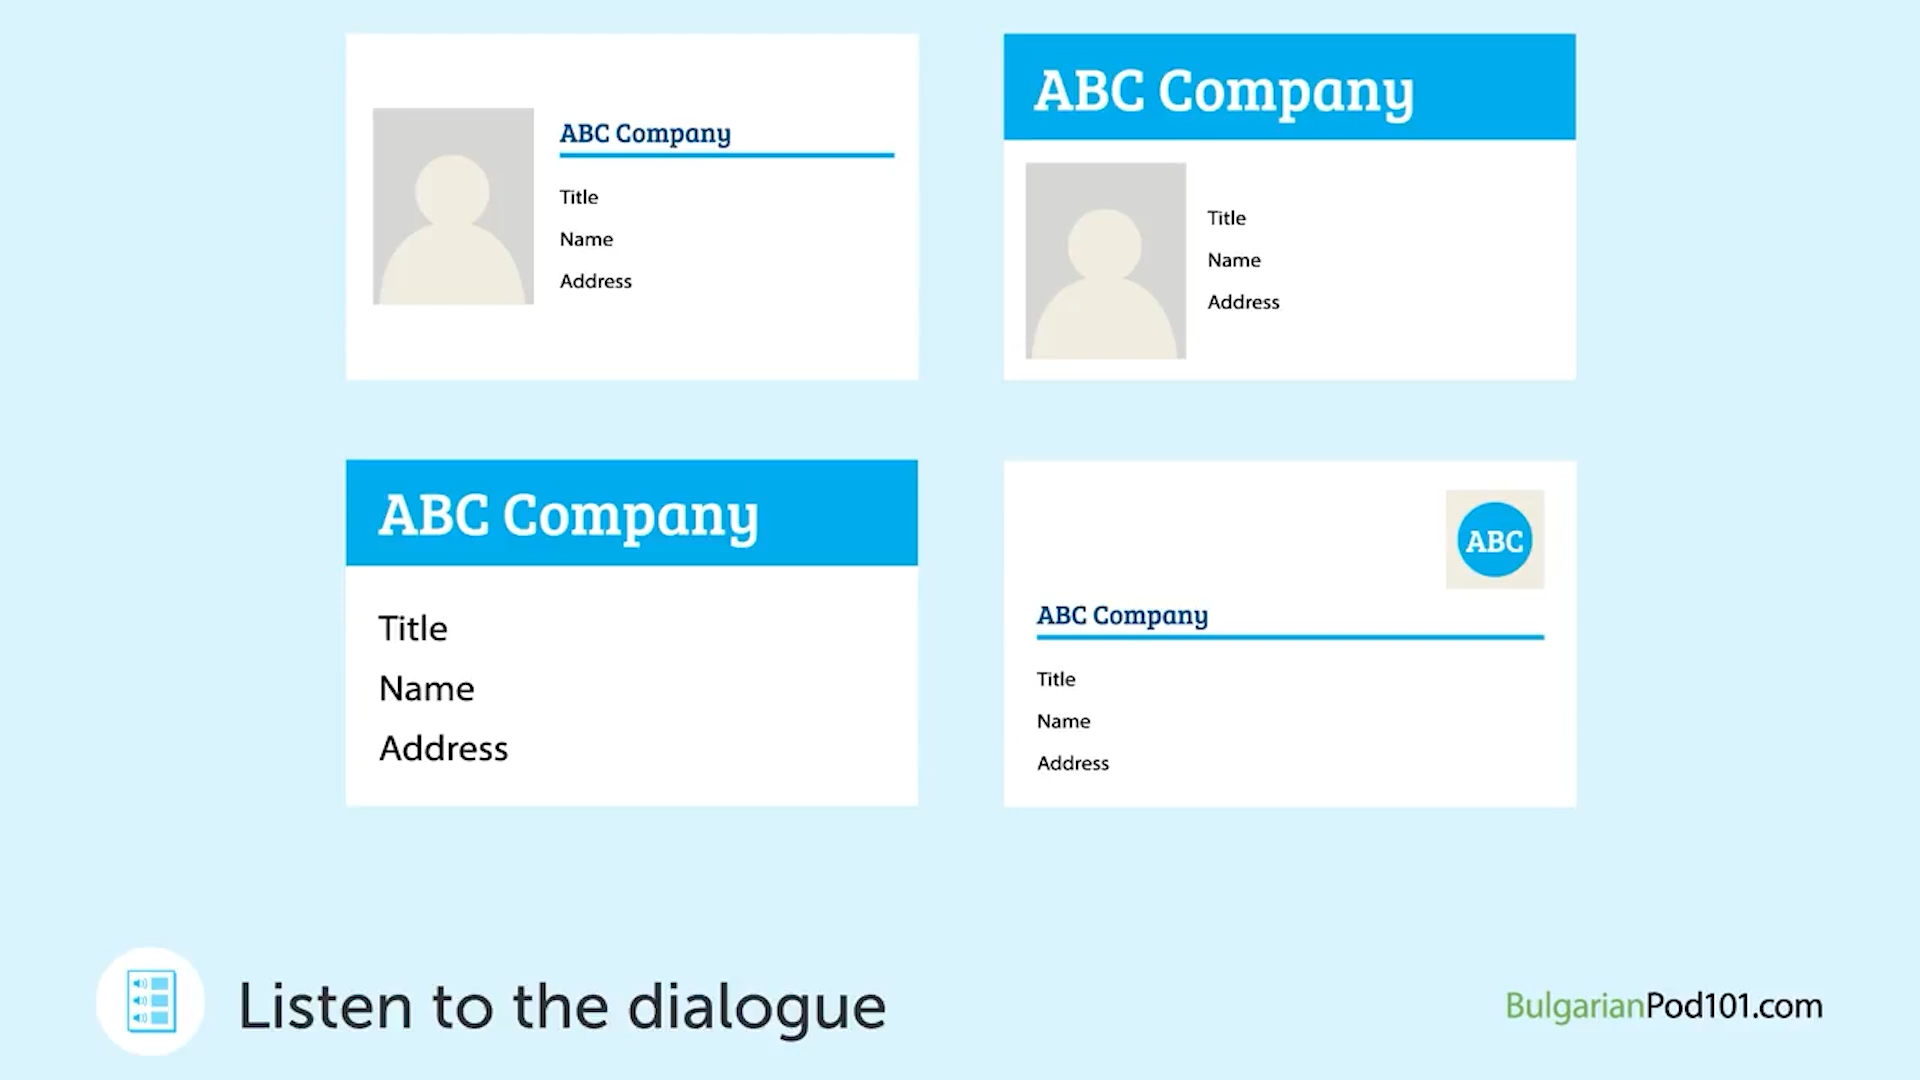 ABC Company
Title
Name
Address
ABC Company
Title
Name
Address
ABC Company
Title
Name
Address
ABC
ABC Company
Title
Name
Address
Listen to the dialogue
BulgarianPod101.com